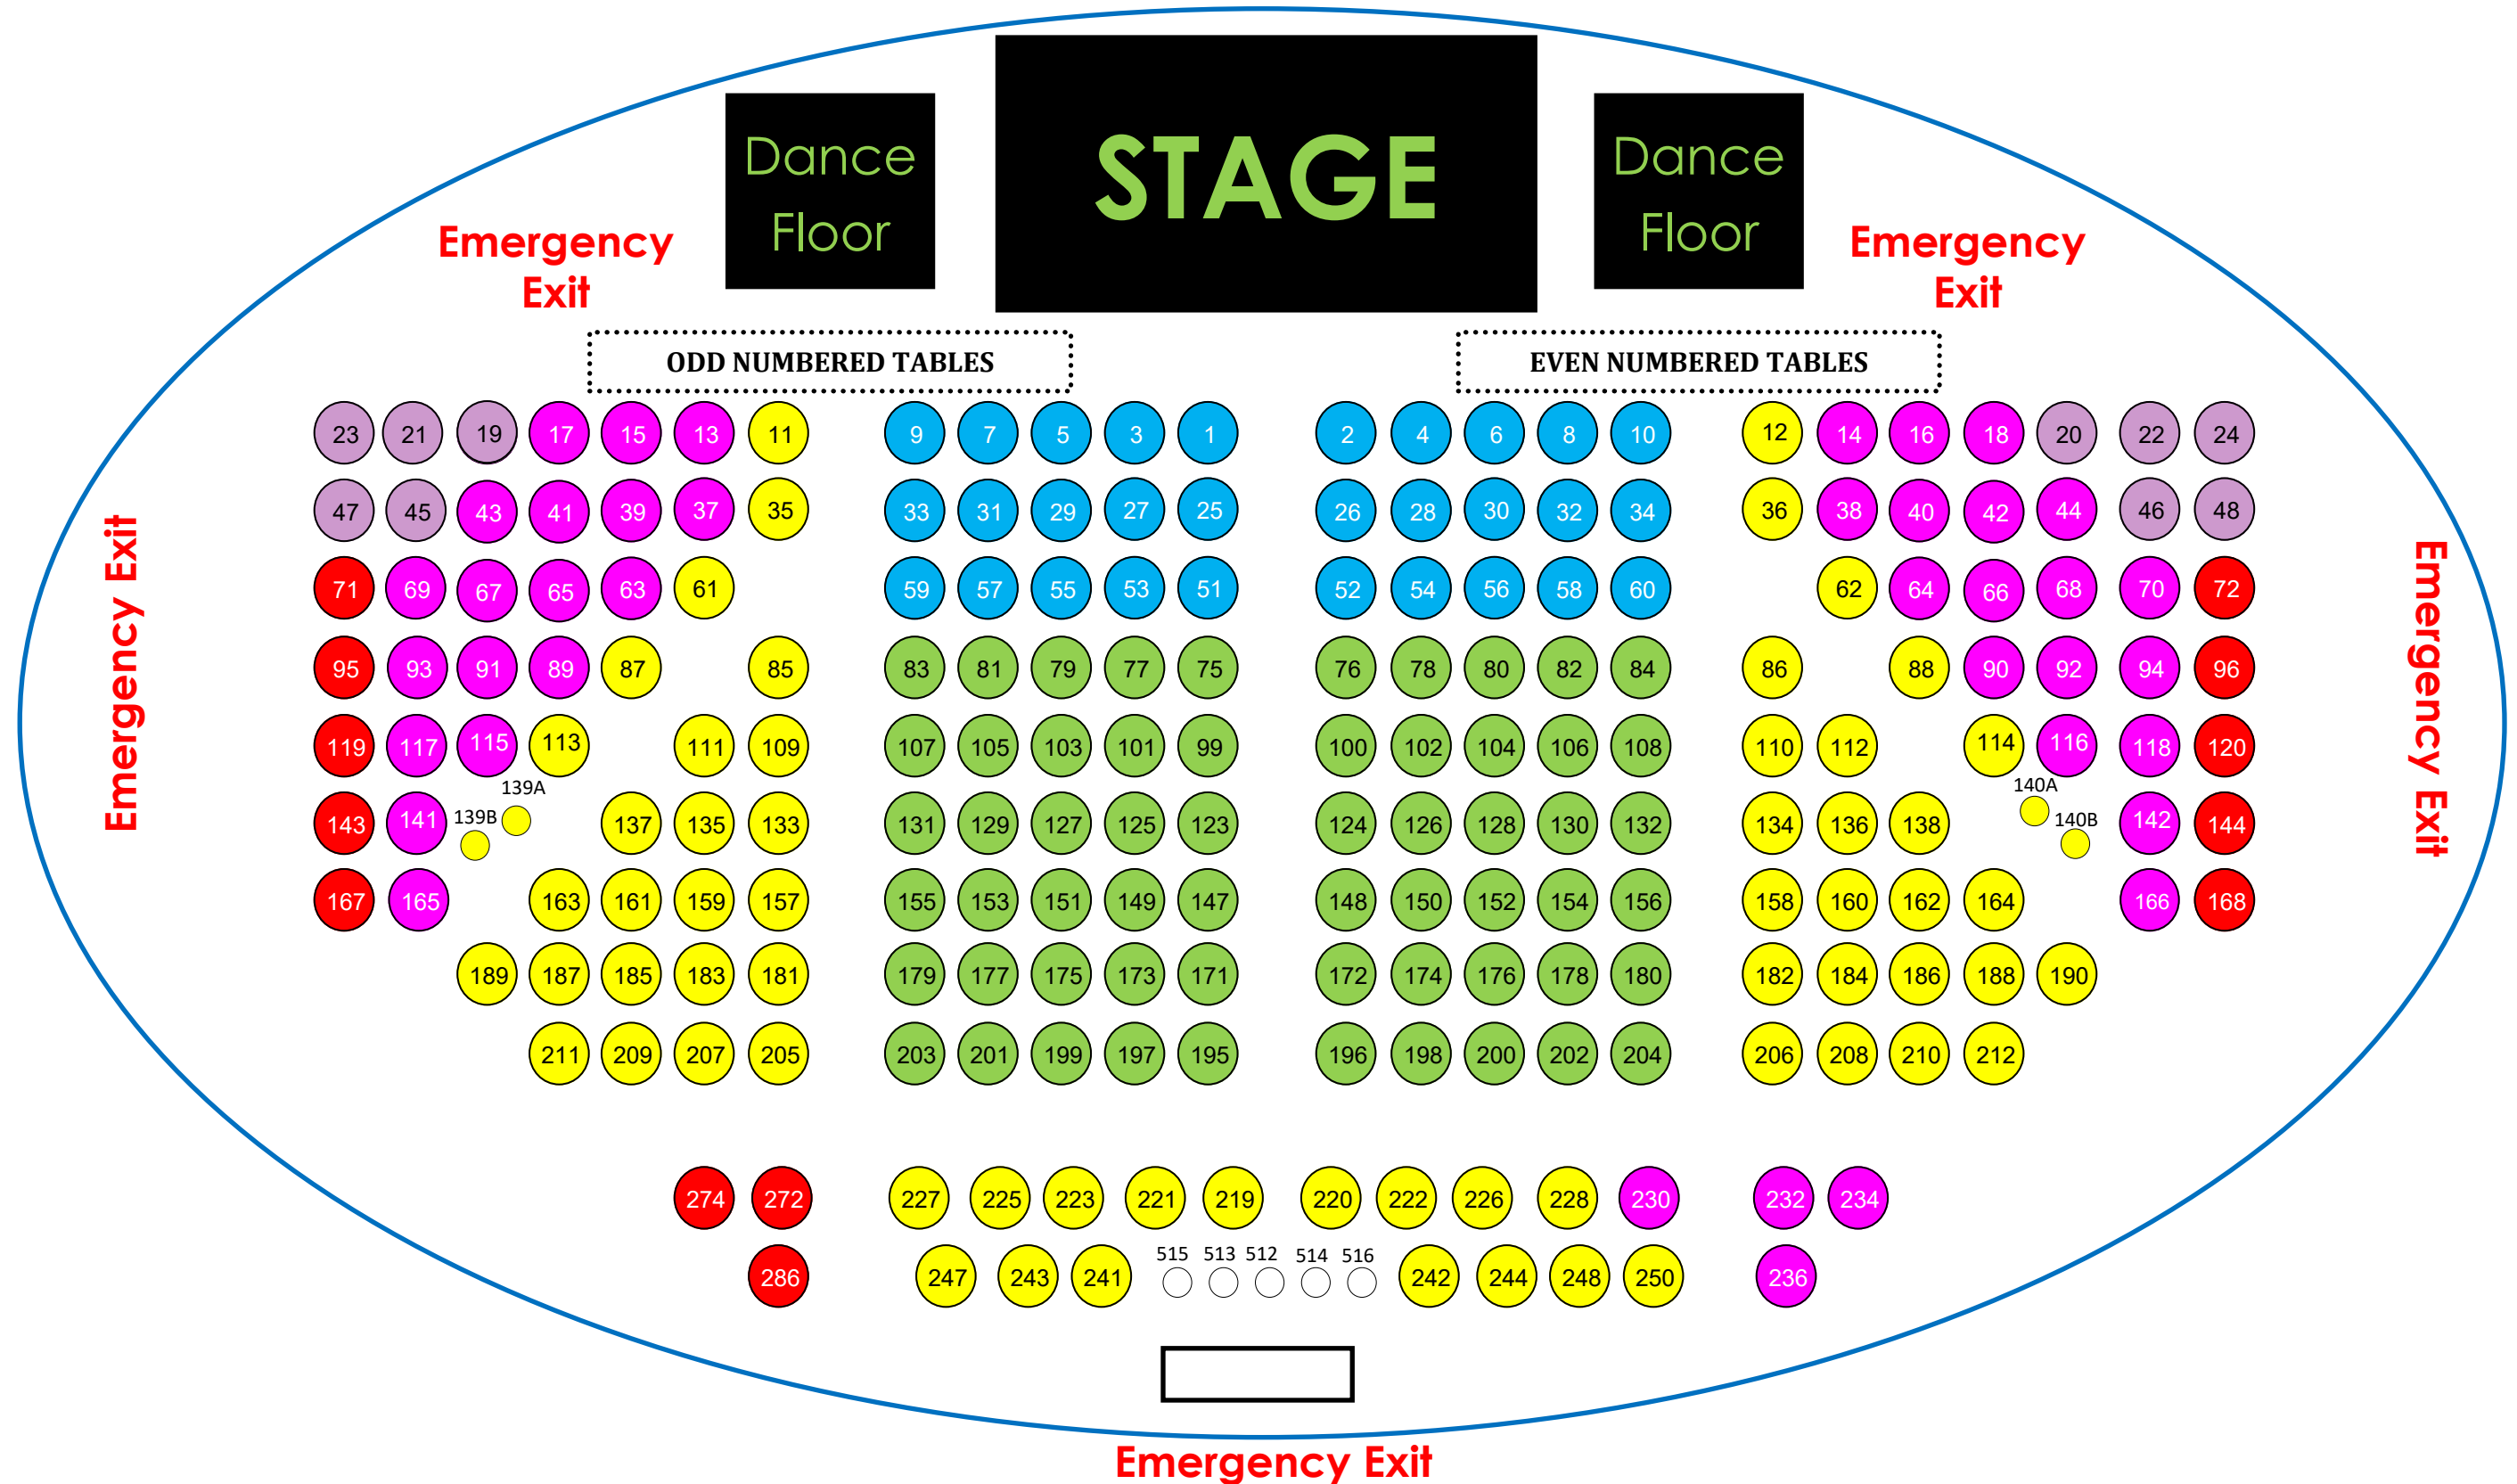 Dance
Floor
STAGE
Dance
Floor
Emergency
Exit
Emergency
Exit
ODD NUMBERED TABLES
EVEN NUMBERED TABLES
23 21 19 17 15 13 11 9 7 5 3 1 2 4 6 8 10 12 14 16 18 20 22 24
47 45 43 41 39 37 35 33 31 29 27 25 26 28 30 32 34 36 38 40 42 44 46 48
71 69 67 65 63 61 59 57 55 53 51 52 54 56 58 60 62 64 66 68 70 72
95 93 91 89 87 85 83 81 79 77 75 76 78 80 82 84 86 88 90 92 94 96
119 117 115 113 111 109 107 105 103 101 99 100 102 104 106 108 110 112 114 116 118 120
139A 140A
143 141 139B 137 135 133 131 129 127 125 123 124 126 128 130 132 134 136 138 140B 142 144
167 165 163 161 159 157 155 153 151 149 147 148 150 152 154 156 158 160 162 164 166 168
189 187 185 183 181 179 177 175 173 171 172 174 176 178 180 182 184 186 188 190
211 209 207 205 203 201 199 197 195 196 198 200 202 204 206 208 210 212
274 272 227 225 223 221 219 220 222 226 228 230 232 234
515 513 512 514 516
286 247 243 241 242 244 248 250 236
Emergency Exit
Emergency Exit
Emergency Exit